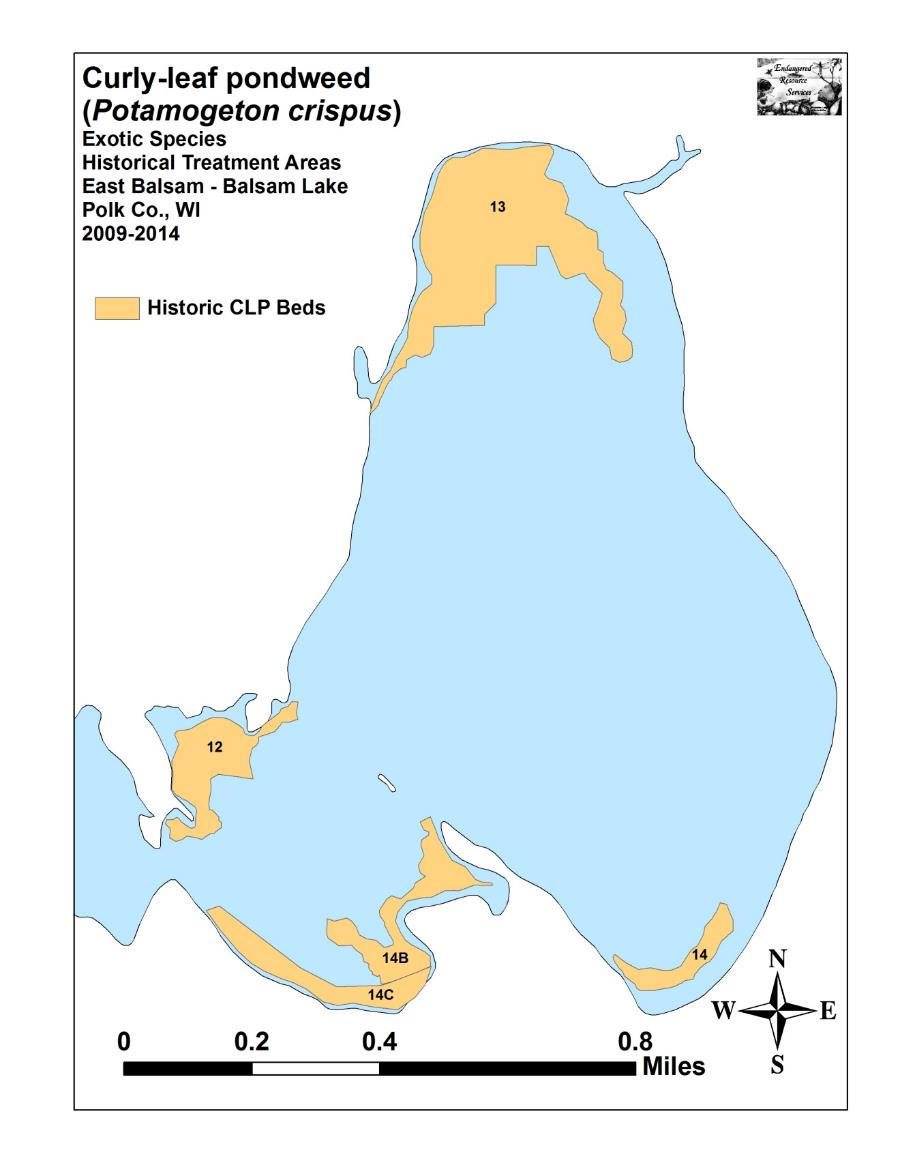 Curly-leaf pondweed
(Potamogeton crispus)
Exotic Species
Historical Treatment Areas
East Balsam - Balsam Lake
Polk Co., WI
2009-2014
Endangered
Resource
Services
13
Historic CLP Beds
12
14B
14
14C
N
W E
S
0 0.2 0.4 0.8
Miles